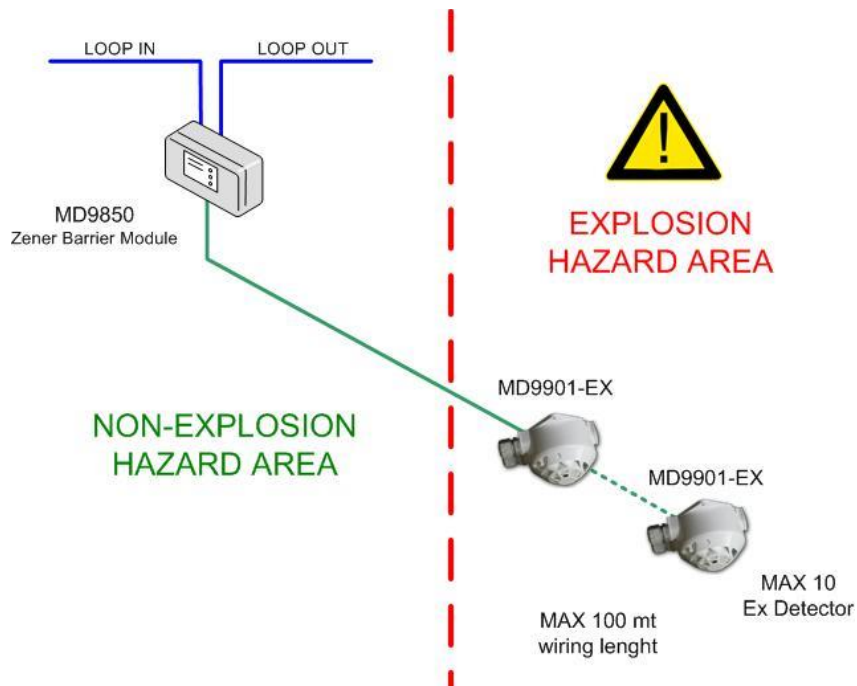 LOOP IN
LOOP OUT
MD9850
Zener Barrier Module
!
EXPLOSION
HAZARD AREA
NON-EXPLOSION
HAZARD AREA
MD9901-EX
MD9901-EX
MAX 10
Ex Detector
MAX 100 mt
wiring lenght